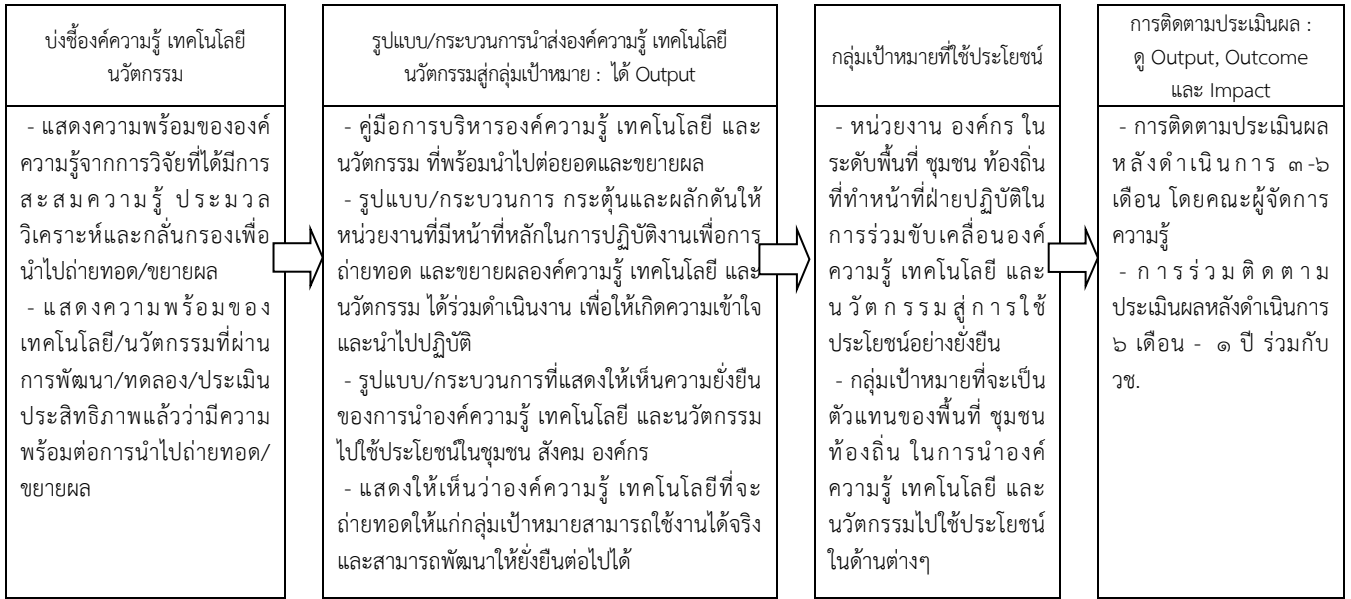 บ่งชี้องค์ความรู้ เทคโนโลยี
นวัตกรรม
- แสดงความพร้อมขององค์
ความรู้จากการวิจัยที่ได้มีการ
สะสมความรู้ ประมวล
วิเคราะห์และกลั่นกรองเพื่อ
นำไปถ่ายทอด/ขยายผล
- แสดงความพร้อมของ
เทคโนโลยี/นวัตกรรมที่ผ่าน
การพัฒนา/ทดลอง/ประเมิน
ประสิทธิภาพแล้วว่ามีความ
พร้อมต่อการนำไปถ่ายทอด/
ขยายผล
รูปแบบ/กระบวนการนำส่งองค์ความรู้ เทคโนโลยี
นวัตกรรมสู่กลุ่มเป้าหมาย : ได้ Output
- คู่มือการบริหารองค์ความรู้ เทคโนโลยี และ
นวัตกรรม ที่พร้อมนำไปต่อยอดและขยายผล
- รูปแบบ/กระบวนการ กระตุ้นและผลักดันให้
หน่วยงานที่มีหน้าที่หลักในการปฏิบัติงานเพื่อการ
ถ่ายทอด และขยายผลองค์ความรู้ เทคโนโลยี และ
นวัตกรรม ได้ร่วมดำเนินงาน เพื่อให้เกิดความเข้าใจ
และนำไปปฏิบัติ
- รูปแบบ/กระบวนการที่แสดงให้เห็นความยั่งยืน
ของการนำองค์ความรู้ เทคโนโลยี และนวัตกรรม
ไปใช้ประโยชน์ในชุมชน สังคม องค์กร
- แสดงให้เห็นว่าองค์ความรู้ เทคโนโลยีที่จะ
ถ่ายทอดให้แก่กลุ่มเป้าหมายสามารถใช้งานได้จริง
และสามารถพัฒนาให้ยั่งยืนต่อไปได้
กลุ่มเป้าหมายที่ใช้ประโยชน์
- หน่วยงาน องค์กร ใน
ระดับพื้นที่ ชุมชน ท้องถิ่น
ที่ทำหน้าที่ฝ่ายปฏิบัติใน
การร่วมขับเคลื่อนองค์
ความรู้ เทคโนโลยี และ
นวัตกรรมสู่การใช้
ประโยชน์อย่างยั่งยืน
- กลุ่มเป้าหมายที่จะเป็น
ตัวแทนของพื้นที่ ชุมชน
ท้องถิ่น ในการนำองค์
ความรู้ เทคโนโลยี และ
นวัตกรรมไปใช้ประโยชน์
ในด้านต่างๆ
การติดตามประเมินผล :
ดู Output, Outcome
และ Impact
- การติดตามประเมินผล
หลังดำเนินการ ๓-๖
เดือน โดยคณะผู้จัดการ
ความรู้
- การร่วมติดตาม
ประเมินผลหลังดำเนินการ
๖ เดือน - ๑ ปี ร่วมกับ
วช.